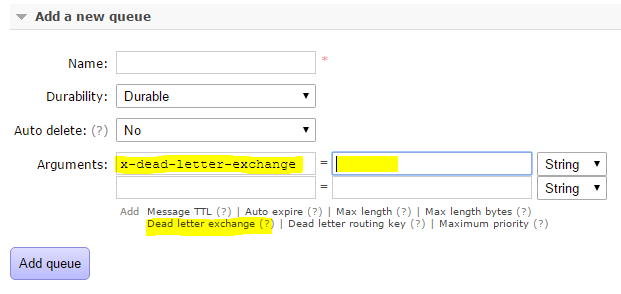 Add a new queue
Name: *
Durability: Durable
Auto delete: (?) No
Arguments: x-dead-letter-exchange = String
= String
Add Message TTL (?) | Auto expire (?) | Max length (?) | Max length bytes (?)
Dead letter exchange (?) | Dead letter routing key (?) | Maximum priority (?)
Add queue